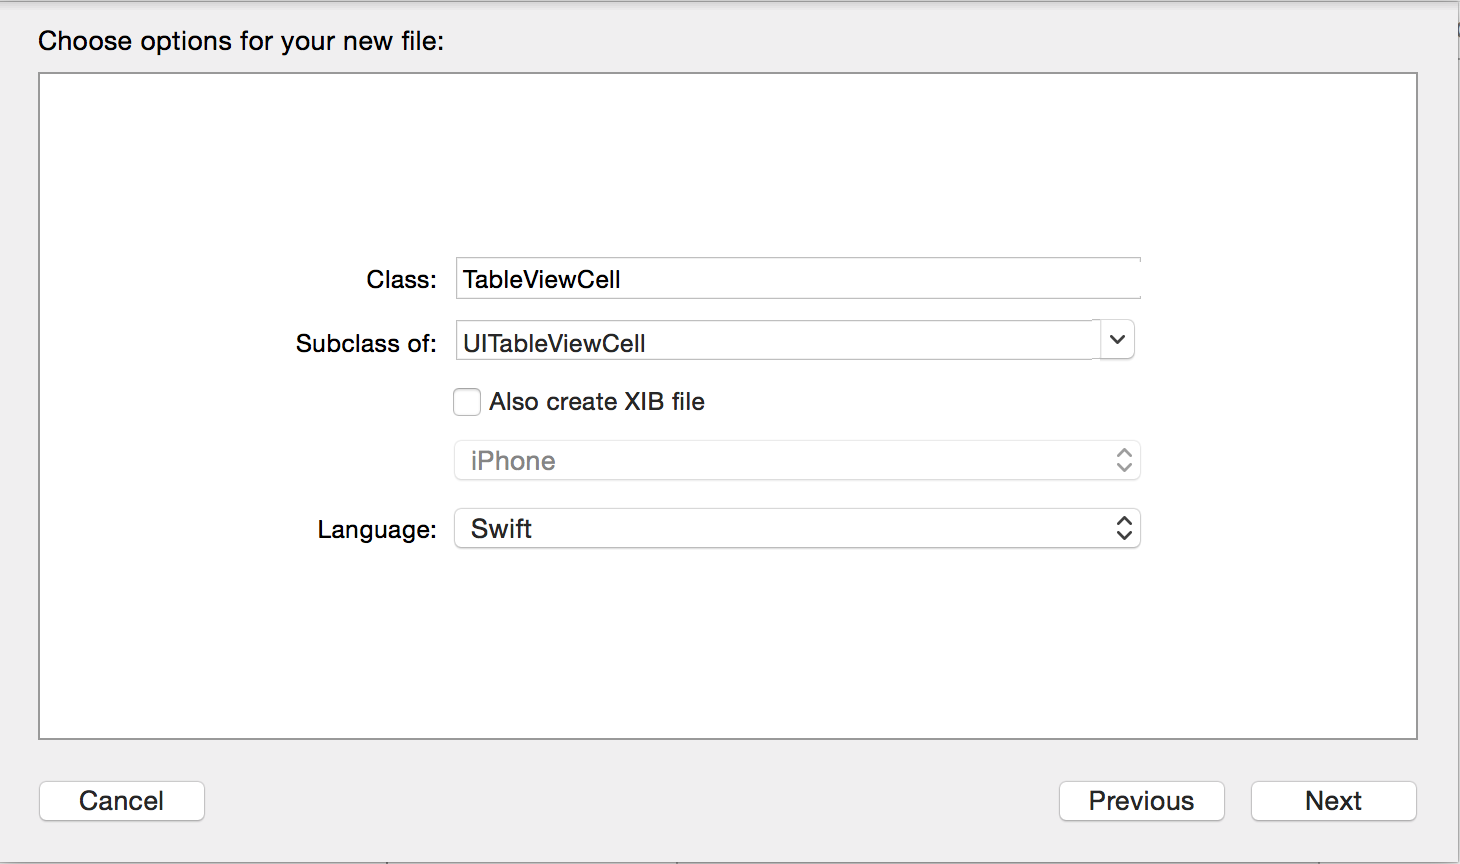 Choose options for your new file:
Class: TableViewCell
Subclass of: UITableViewCell
Also create XIB file
iPhone
Language: Swift
Cancel Previous Next